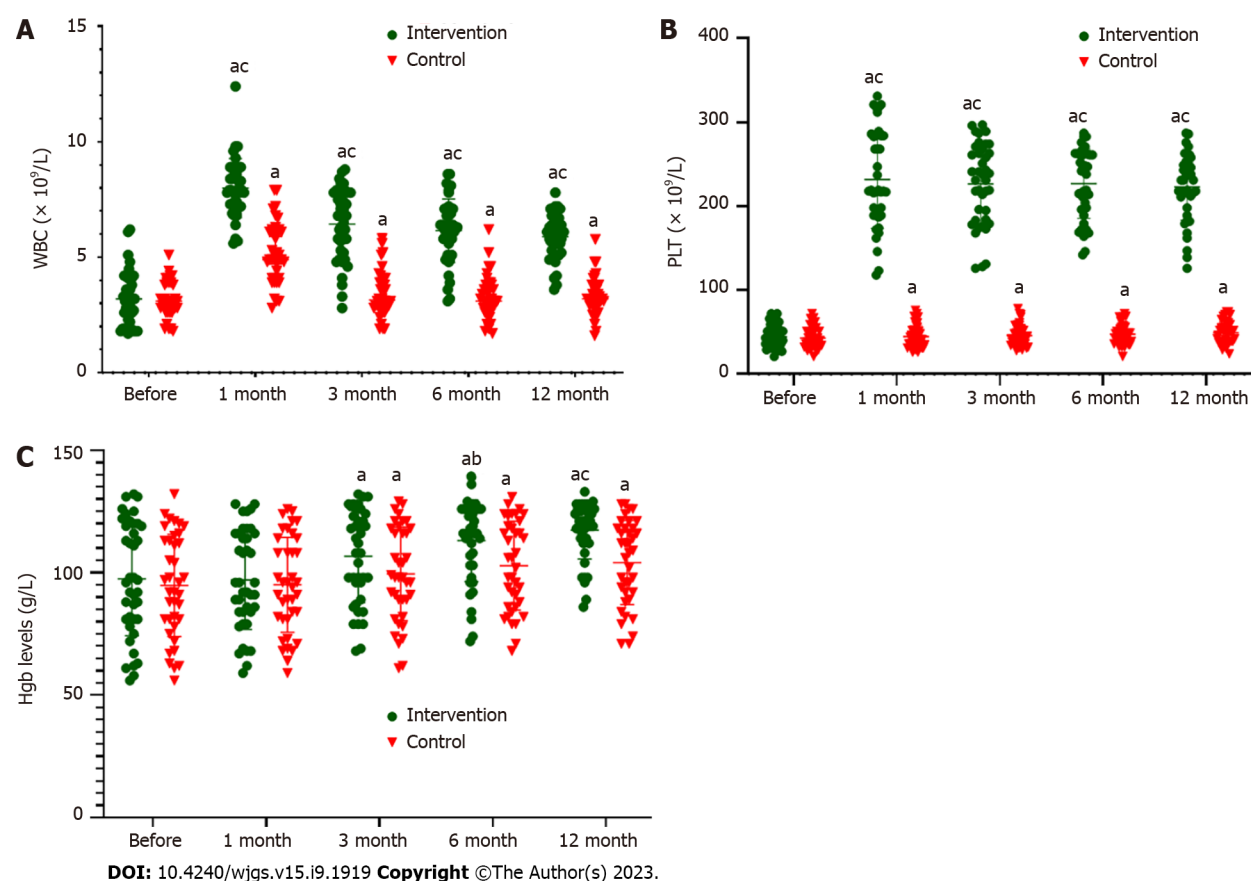 A
15
10
5
0
WBC (× 10⁹/L)
Intervention
Control
ac
a
ac
a
ac
a
ac
a
Before 1 month 3 month 6 month 12 month
B
400
300
200
100
0
PLT (× 10⁹/L)
Intervention
Control
ac
ac
ac
ac
a
a
a
a
Before 1 month 3 month 6 month 12 month
C
150
100
50
0
Hgb levels (g/L)
a
a
ab
a
ac
a
Intervention
Control
Before 1 month 3 month 6 month 12 month
DOI: 10.4240/wjgs.v15.i9.1919 Copyright ©The Author(s) 2023.